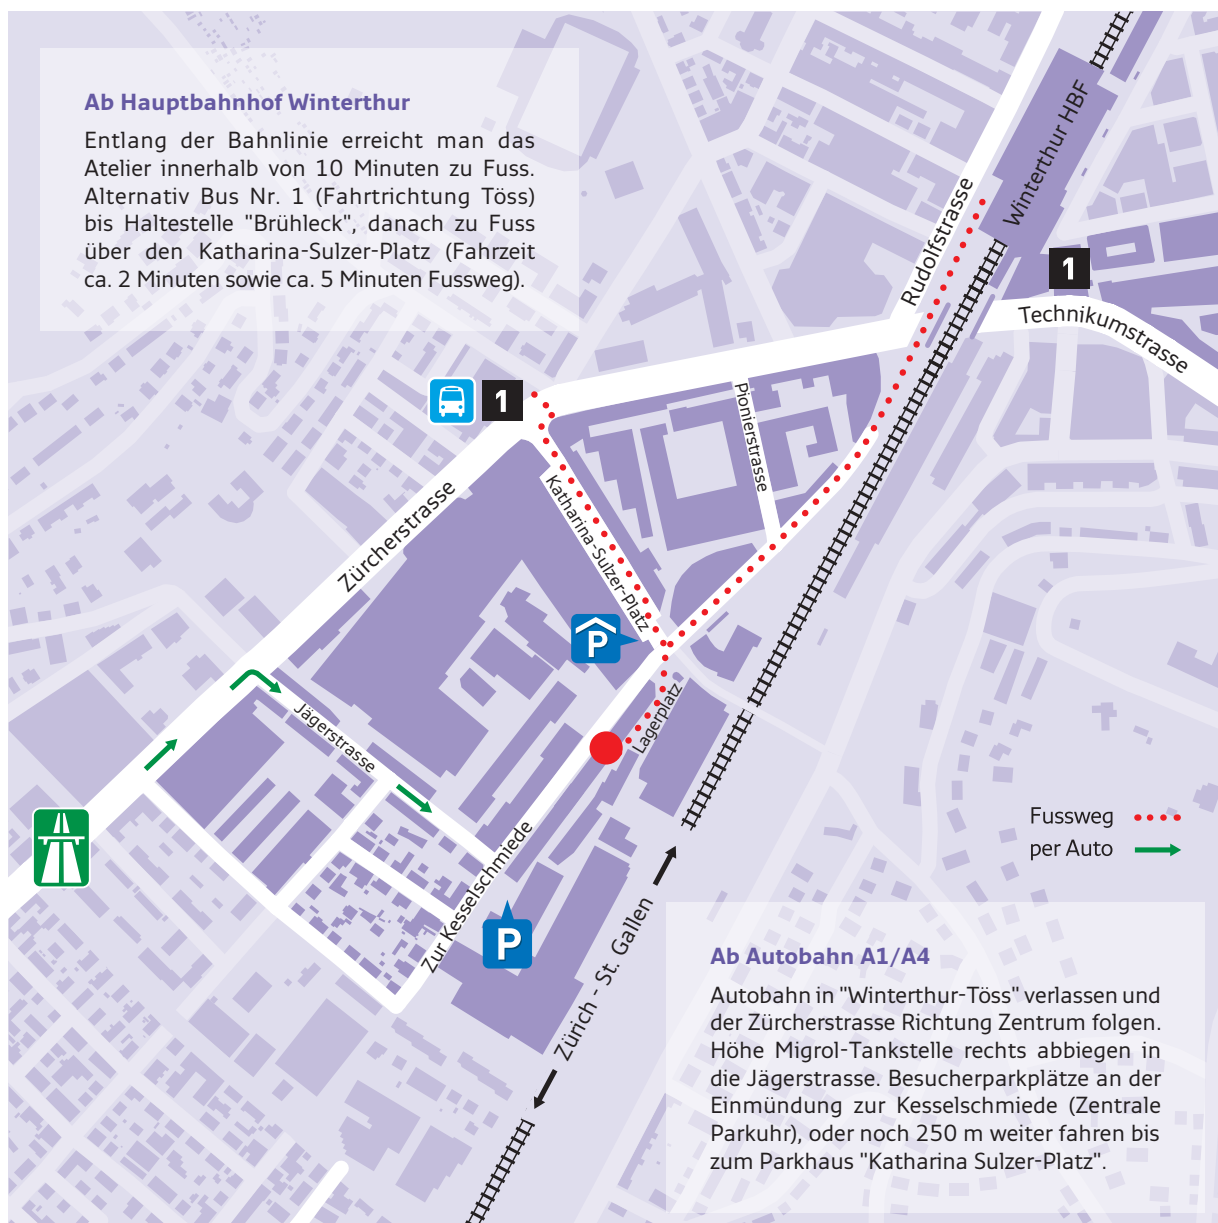 Ab Hauptbahnhof Winterthur
Entlang der Bahnlinie erreicht man das
Atelier innerhalb von 10 Minuten zu Fuss.
Alternativ Bus Nr. 1 (Fahrtrichtung Töss)
bis Haltestelle "Brühleck", danach zu Fuss
über den Katharina-Sulzer-Platz (Fahrzeit
ca. 2 Minuten sowie ca. 5 Minuten Fussweg).
Winterthur HBF
Rudolfstrasse
1
Technikumstrasse
1
Pionierstrasse
Katharina-Sulzer-Platz
Zürcherstrasse
P
Lagerplatz
Jägerstrasse
Fussweg
per Auto
Zur Kesselschmiede
P
Zürich - St. Gallen
Ab Autobahn A1/A4
Autobahn in "Winterthur-Töss" verlassen und
der Zürcherstrasse Richtung Zentrum folgen.
Höhe Migrol-Tankstelle rechts abbiegen in
die Jägerstrasse. Besucherparkplätze an der
Einmündung zur Kesselschmiede (Zentrale
Parkuhr), oder noch 250 m weiter fahren bis
zum Parkhaus "Katharina Sulzer-Platz".